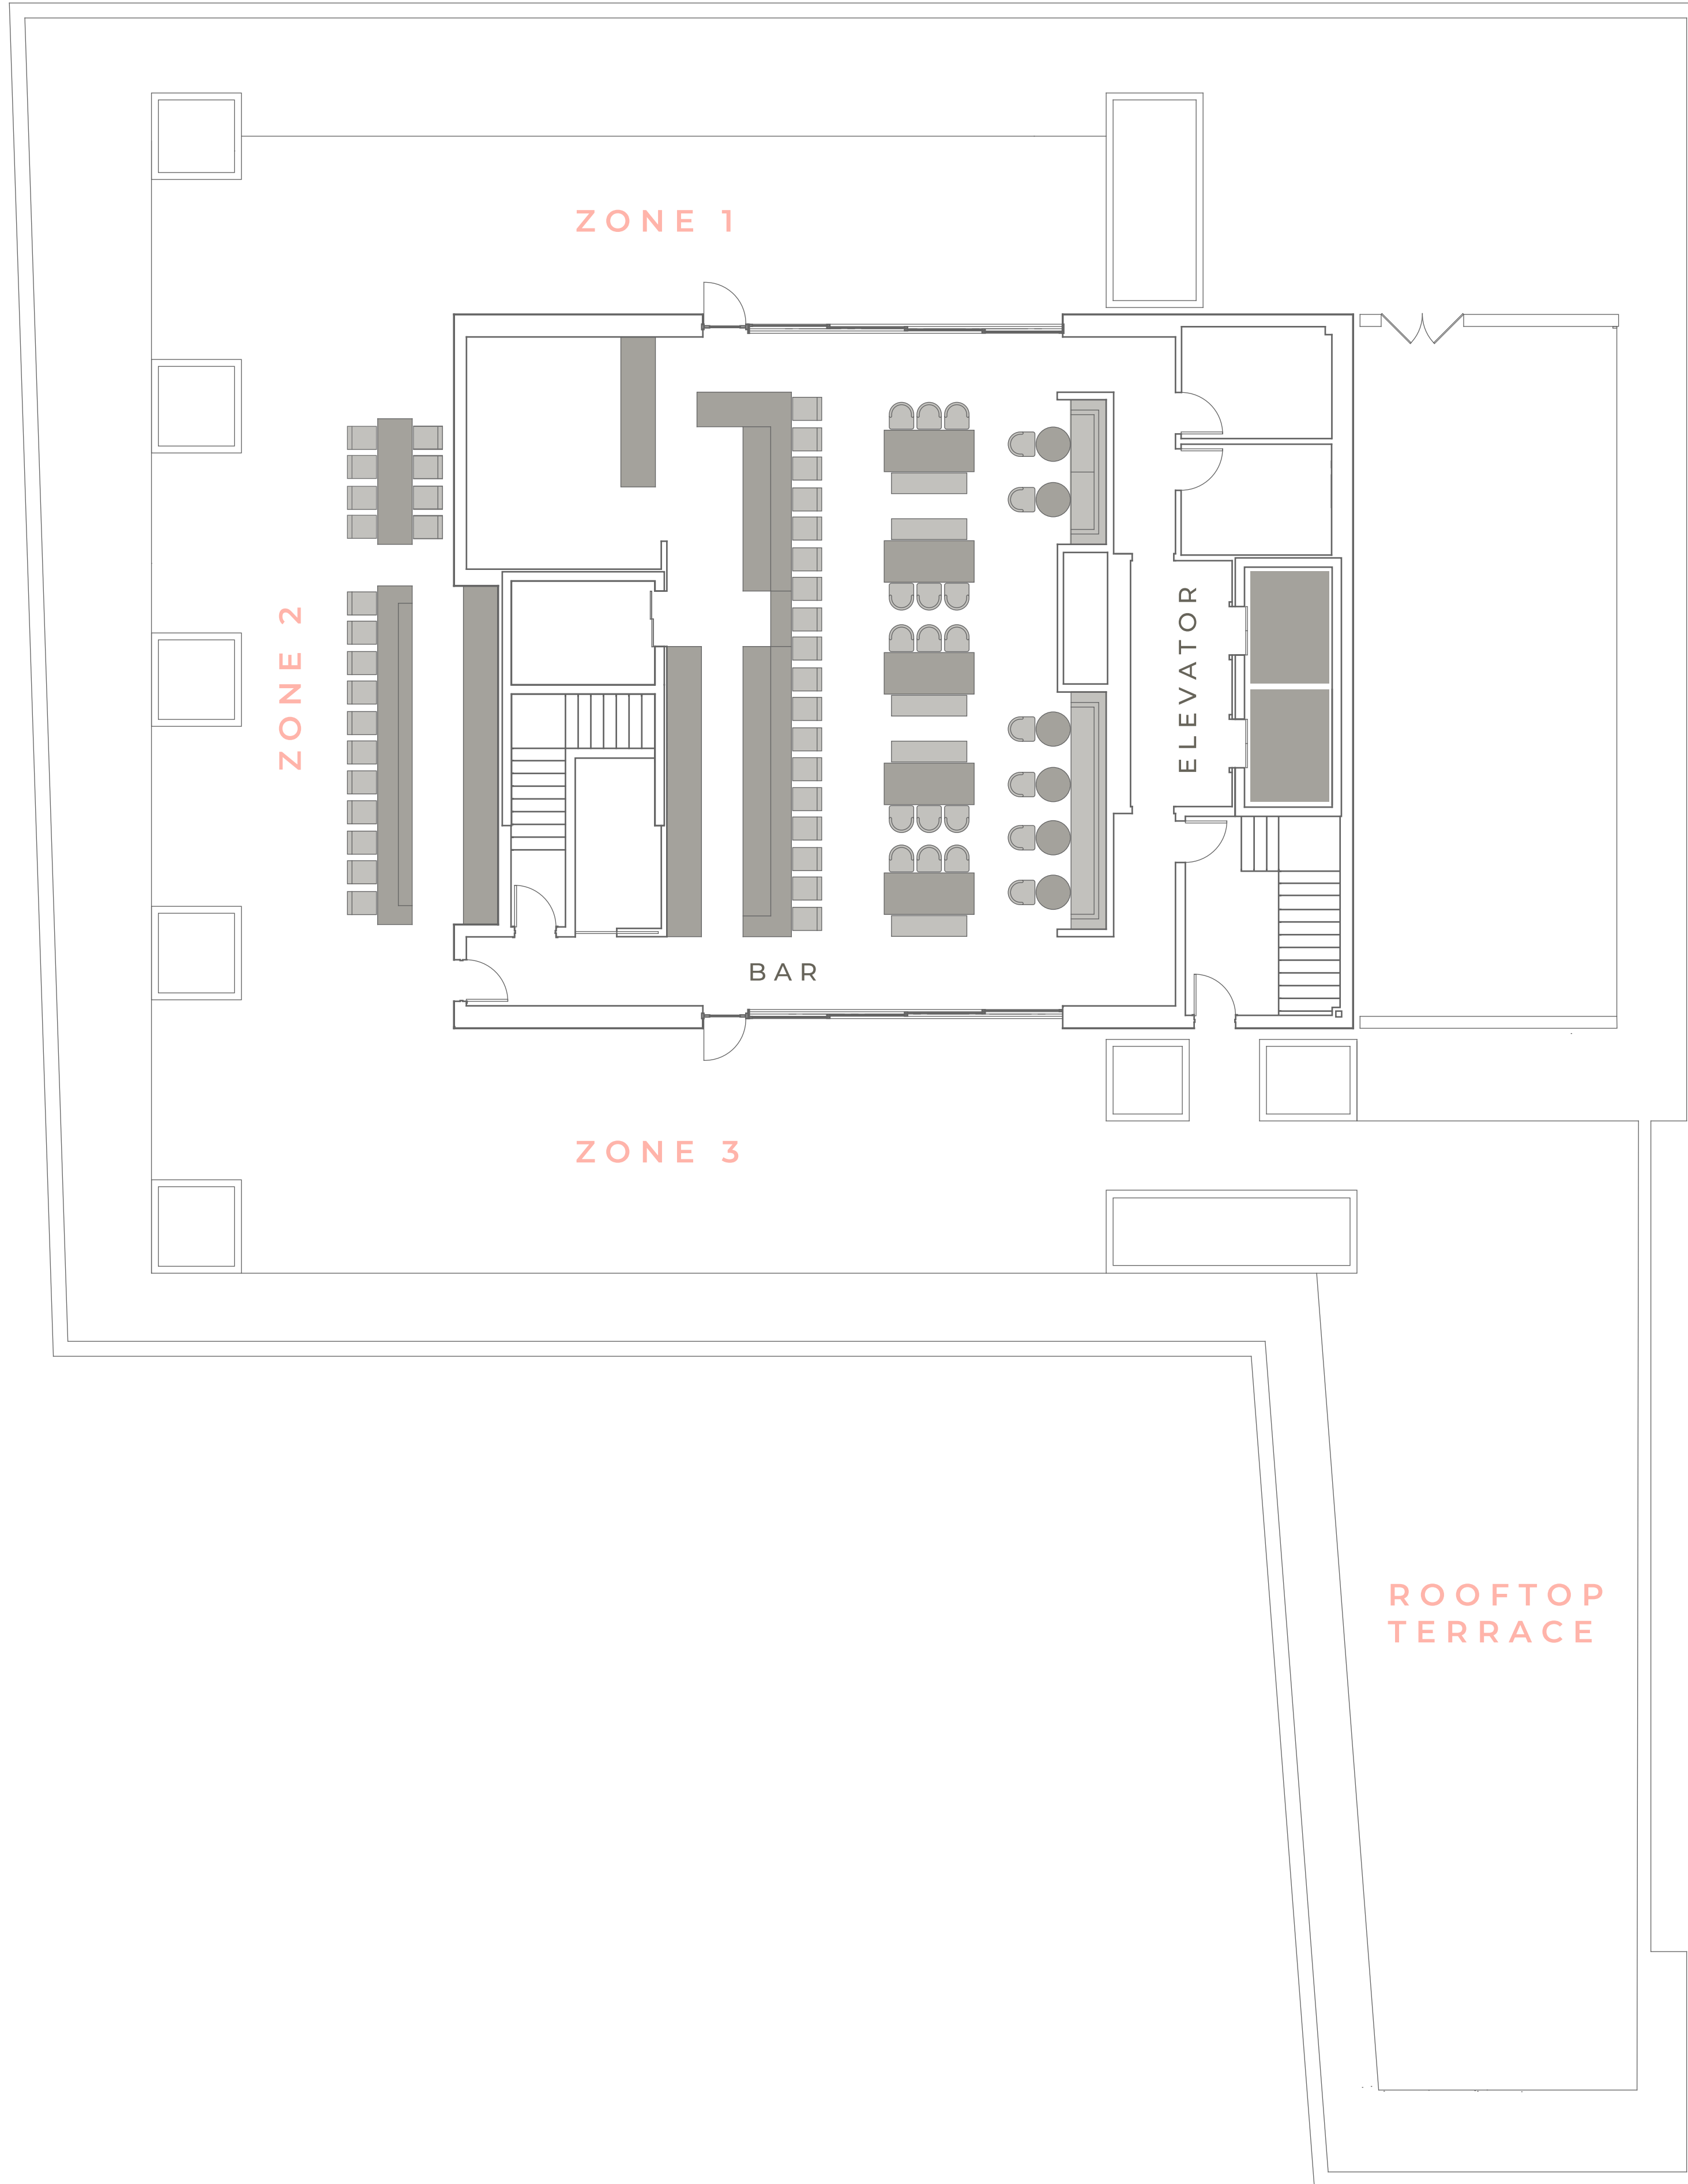 ZONE 1
ZONE 2
ELEVATOR
BAR
ZONE 3
ROOFTOP
TERRACE